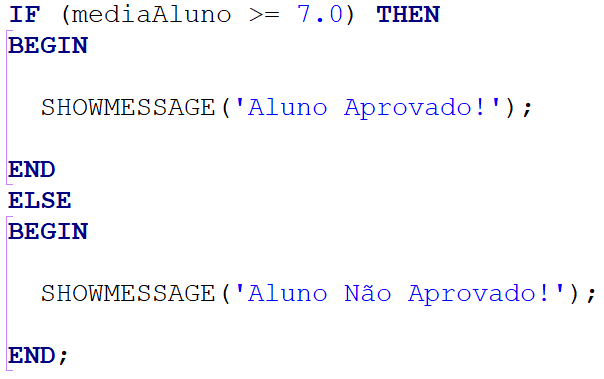 IF (mediaAluno >= 7.0) THEN
BEGIN
SHOWMESSAGE('Aluno Aprovado!');
END
ELSE
BEGIN
SHOWMESSAGE('Aluno Não Aprovado!');
END;